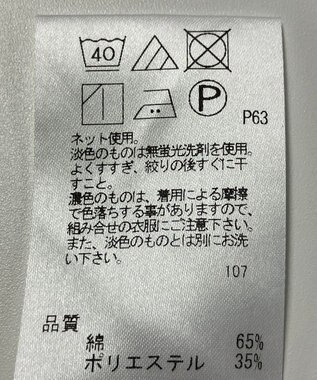 40
P
P63
ネット使用。
淡色のものは無蛍光洗剤を使用。
よくすすぎ、絞りの後すぐに干
すこと。
濃色のものは、着用による摩擦
で色落ちする事がありますので、
組み合せの衣服にご注意下さい。
また、淡色のものとは別にお洗
い下さい。
107
品質
綿 65%
ポリエステル 35%